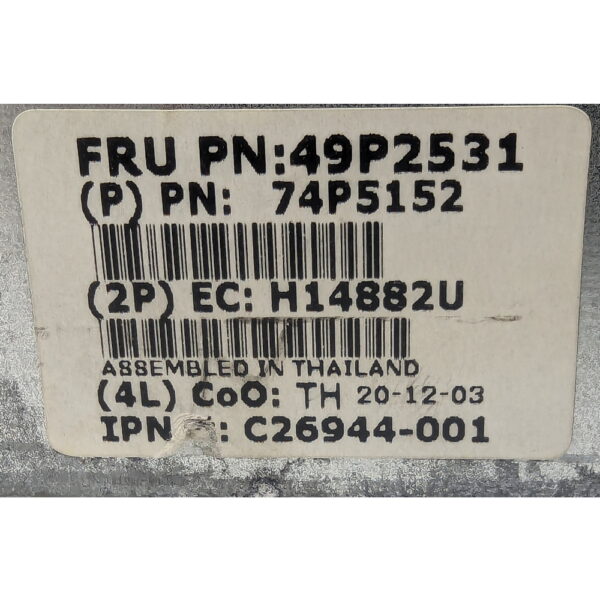 FRU PN:49P2531
(P) PN: 74P5152
(2P) EC: H14882U
ASSEMBLED IN THAILAND
(4L) CoO: TH 20-12-03
IPN : C26944-001